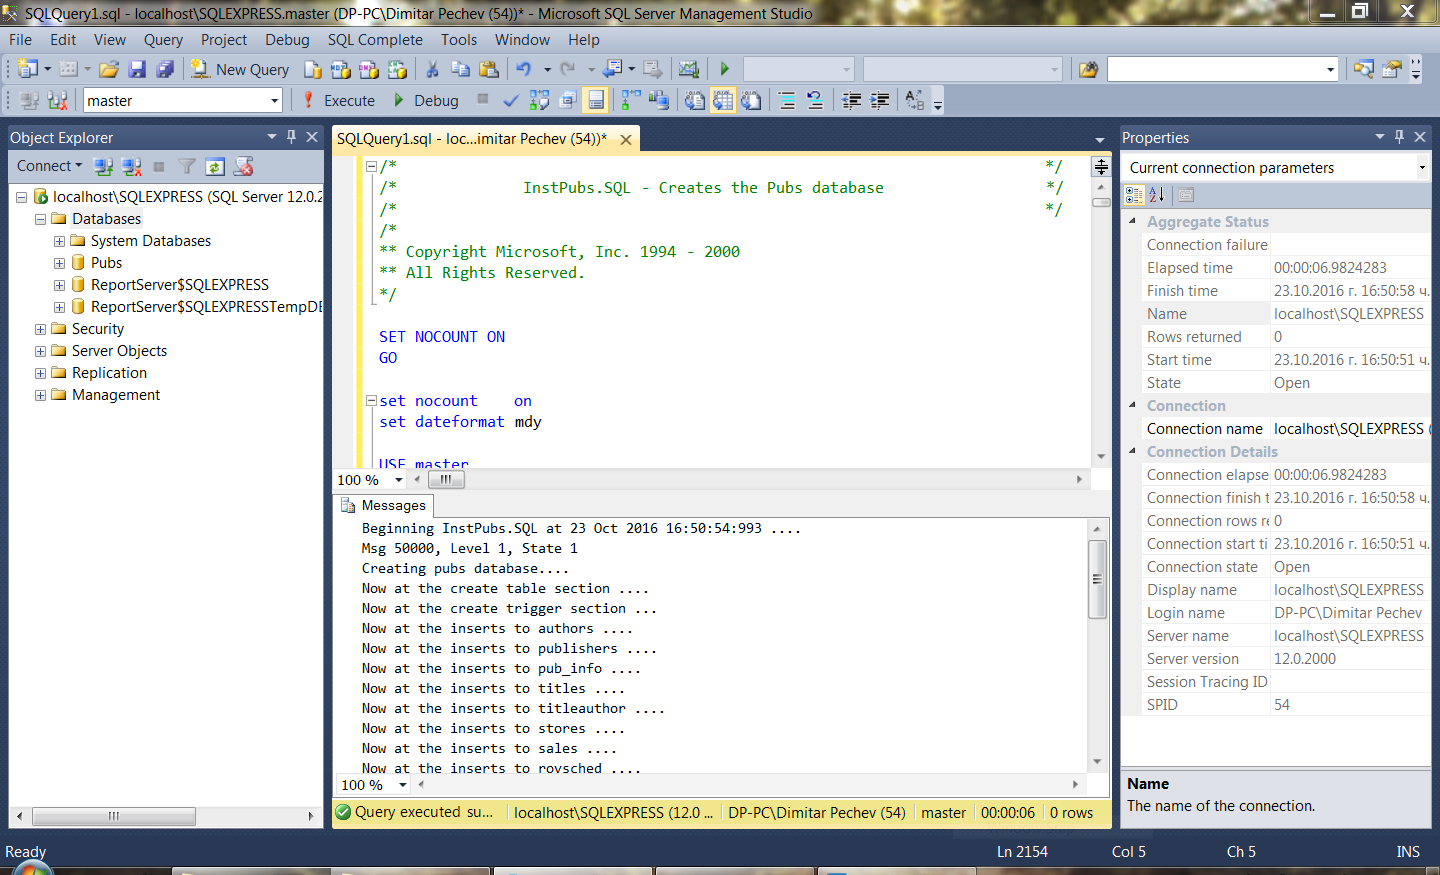 SQLQuery1.sql - localhost\SQLEXPRESS.master (DP-PC\Dimitar Pechev (54))* - Microsoft SQL Server Management Studio
File Edit View Query Project Debug SQL Complete Tools Window Help
New Query
master Execute Debug
Object Explorer
Connect
localhost\SQLEXPRESS (SQL Server 12.0.2
Databases
System Databases
Pubs
ReportServer$SQLEXPRESS
ReportServer$SQLEXPRESSTempDB
Security
Server Objects
Replication
Management
SQLQuery1.sql - loc...imitar Pechev (54))*
/* */
/* InstPubs.SQL - Creates the Pubs database */
/* */
/*
** Copyright Microsoft, Inc. 1994 - 2000
** All Rights Reserved.
*/
SET NOCOUNT ON
GO
set nocount on
set dateformat mdy
USE master
100 %
Messages
Beginning InstPubs.SQL at 23 Oct 2016 16:50:54:993 ....
Msg 50000, Level 1, State 1
Creating pubs database....
Now at the create table section ....
Now at the create trigger section ...
Now at the inserts to authors ....
Now at the inserts to publishers ....
Now at the inserts to pub_info ....
Now at the inserts to titles ....
Now at the inserts to titleauthor ....
Now at the inserts to stores ....
Now at the inserts to sales ....
Now at the inserts to roysched ....
100 %
Query executed su... localhost\SQLEXPRESS (12.0 ... DP-PC\Dimitar Pechev (54) master 00:00:06 0 rows
Properties
Current connection parameters
Aggregate Status
Connection failure
Elapsed time 00:00:06.9824283
Finish time 23.10.2016 г. 16:50:58 ч.
Name localhost\SQLEXPRESS
Rows returned 0
Start time 23.10.2016 г. 16:50:51 ч.
State Open
Connection
Connection name localhost\SQLEXPRESS (
Connection Details
Connection elapse 00:00:06.9824283
Connection finish t 23.10.2016 г. 16:50:58 ч.
Connection rows re 0
Connection start ti 23.10.2016 г. 16:50:51 ч.
Connection state Open
Display name localhost\SQLEXPRESS
Login name DP-PC\Dimitar Pechev
Server name localhost\SQLEXPRESS
Server version 12.0.2000
Session Tracing ID
SPID 54
Name
The name of the connection.
Ready Ln 2154 Col 5 Ch 5 INS